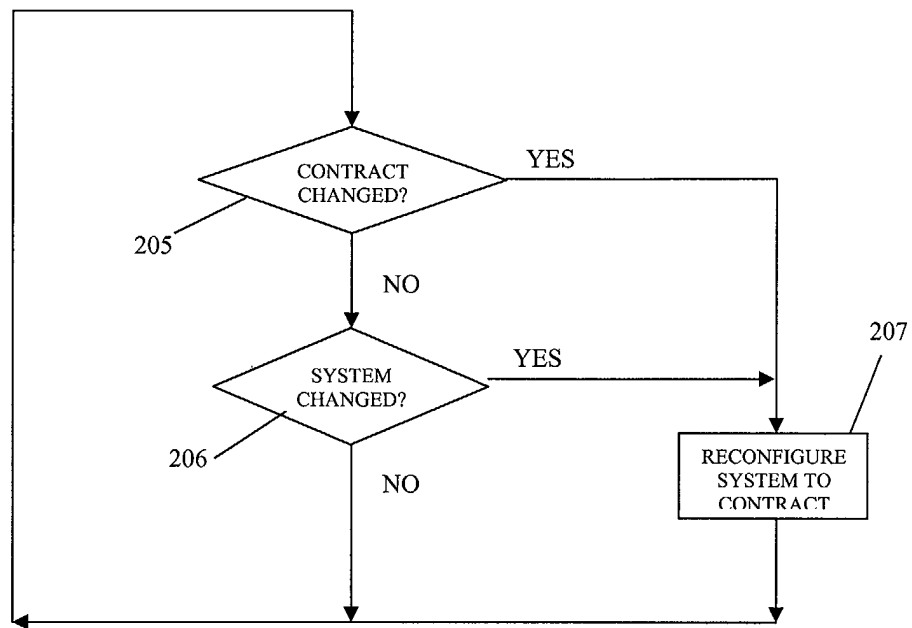 YES
CONTRACT
CHANGED?
205
NO
207
YES
SYSTEM
CHANGED?
206
RECONFIGURE
SYSTEM TO
CONTRACT
NO